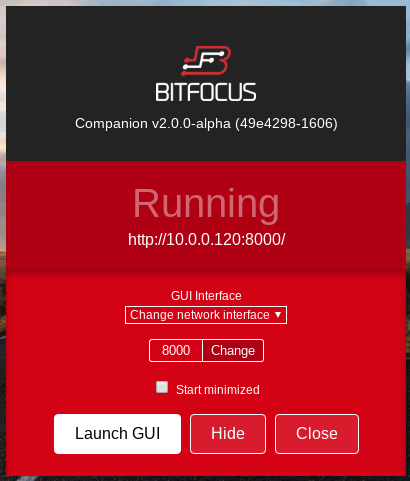 BITFOCUS
Companion v2.0.0-alpha (49e4298-1606)
Running
http://10.0.0.120:8000/
GUI Interface
Change network interface
8000 Change
Start minimized
Launch GUI Hide Close